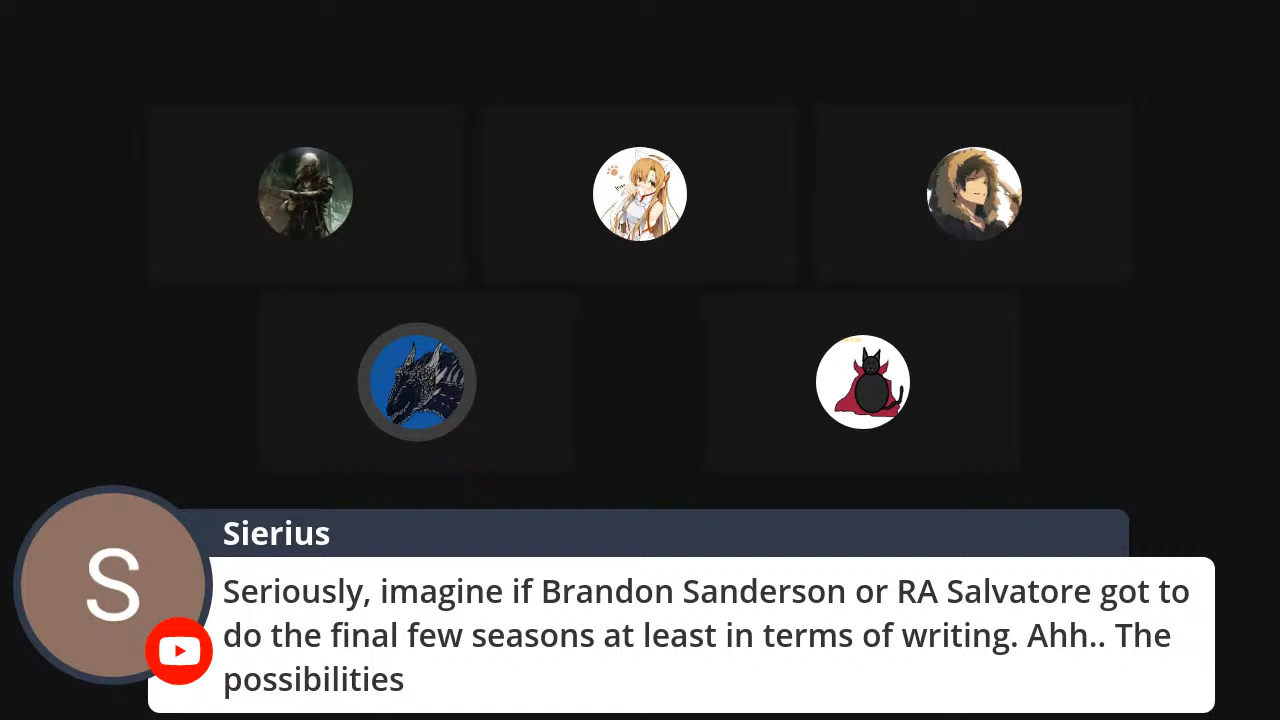 Sierius
Seriously, imagine if Brandon Sanderson or RA Salvatore got to
do the final few seasons at least in terms of writing. Ahh.. The
possibilities
S